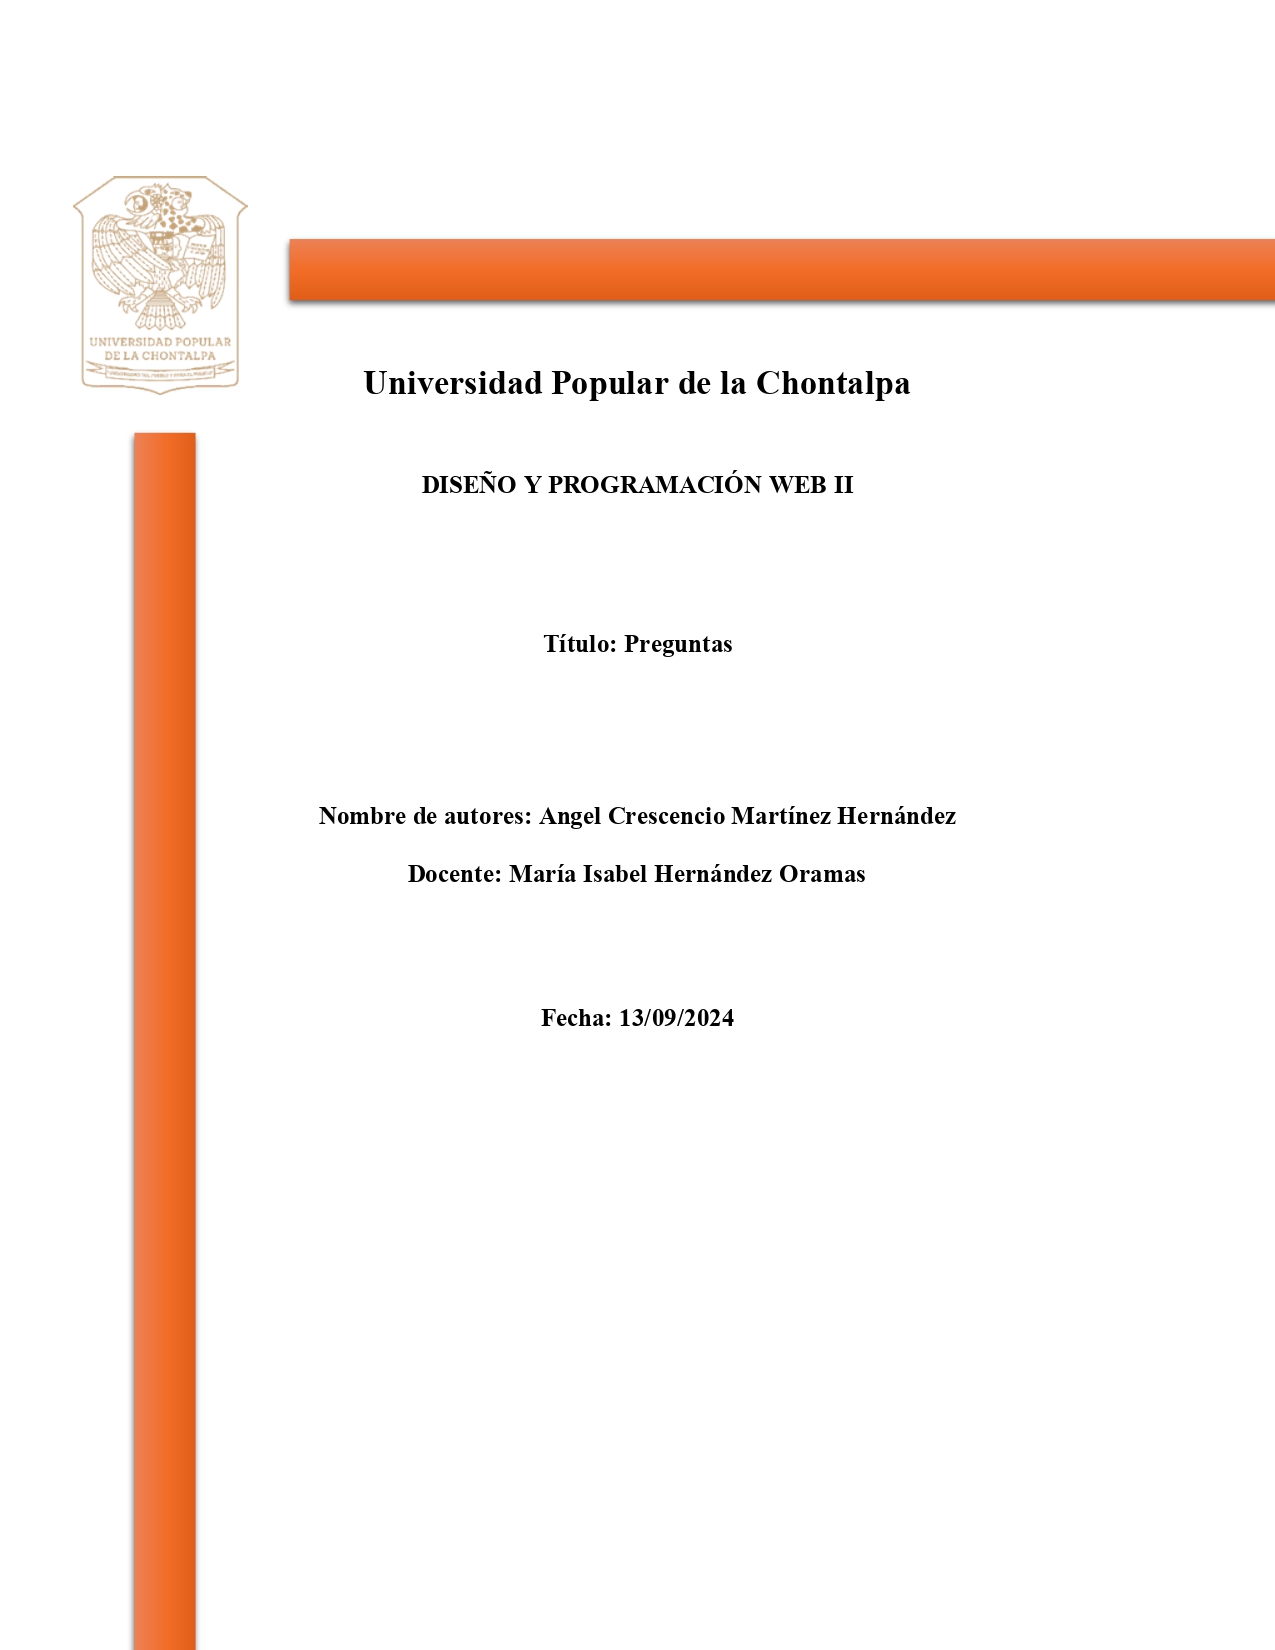 UNIVERSIDAD POPULAR
DE LA CHONTALPA
Universidad Popular de la Chontalpa
DISEÑO Y PROGRAMACIÓN WEB II
Título: Preguntas
Nombre de autores: Angel Crescencio Martínez Hernández
Docente: María Isabel Hernández Oramas
Fecha: 13/09/2024